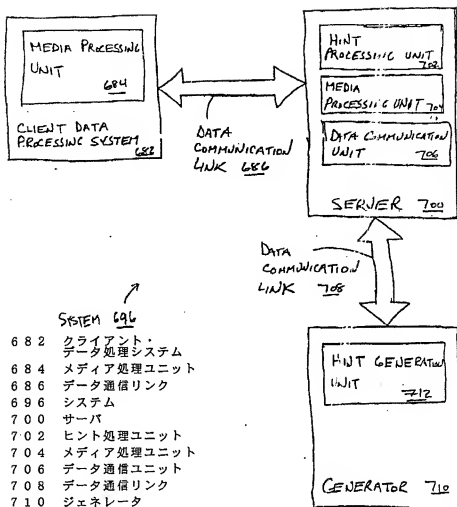 MEDIA PROCESSING
UNIT
684
CLIENT DATA
PROCESSING SYSTEM
682
DATA
COMMUNICATION
LINK 686
HINT
PROCESSING UNIT
702
MEDIA
PROCESSING UNIT 704
DATA COMMUNICATION
UNIT 706
SERVER 700
DATA
COMMUNICATION
LINK 708
HINT GENERATOR
UNIT
712
GENERATOR 710
SYSTEM 696
682 クライアント・
データ処理システム
684 メディア処理ユニット
686 データ通信リンク
696 システム
700 サーバ
702 ヒント処理ユニット
704 メディア処理ユニット
706 データ通信ユニット
708 データ通信リンク
710 ジェネレータ